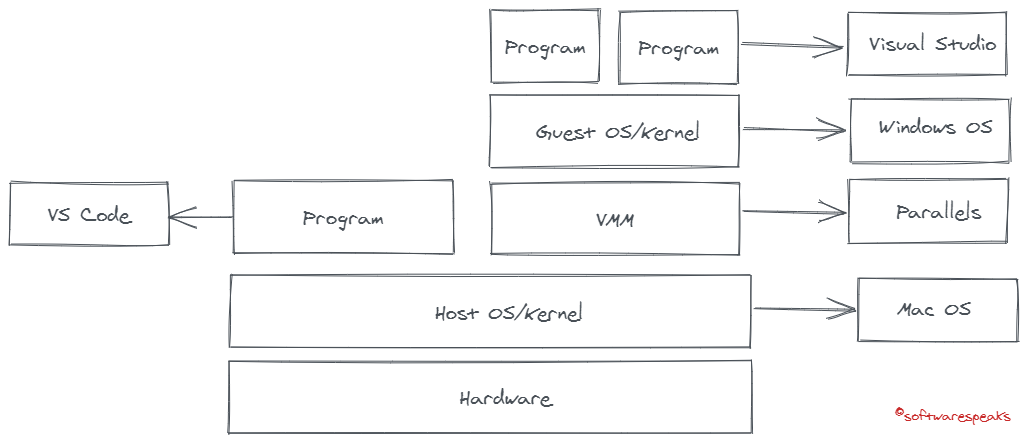 Program
Program
Visual Studio
Guest OS/Kernel
Windows OS
VS Code
Program
VMM
Parallels
Host OS/Kernel
Mac OS
Hardware
©softwarespeaks